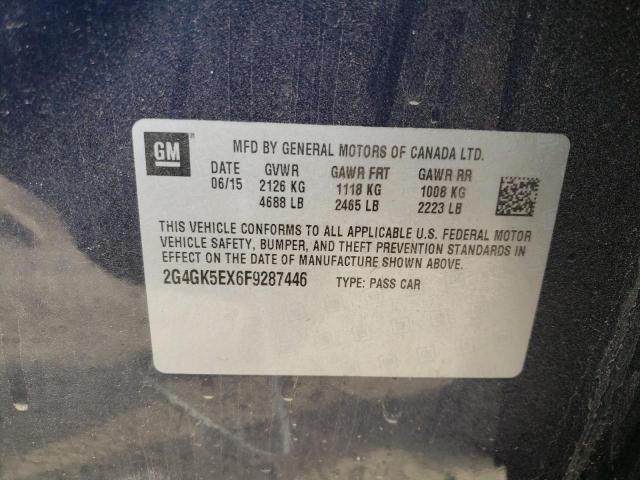 GM®
MFD BY GENERAL MOTORS OF CANADA LTD.
DATE GVWR GAWR FRT GAWR RR
06/15 2126 KG 1118 KG 1008 KG
4688 LB 2465 LB 2223 LB
THIS VEHICLE CONFORMS TO ALL APPLICABLE U.S. FEDERAL MOTOR
VEHICLE SAFETY, BUMPER, AND THEFT PREVENTION STANDARDS IN
EFFECT ON THE DATE OF MANUFACTURE SHOWN ABOVE.
2G4GK5EX6F9287446 TYPE: PASS CAR